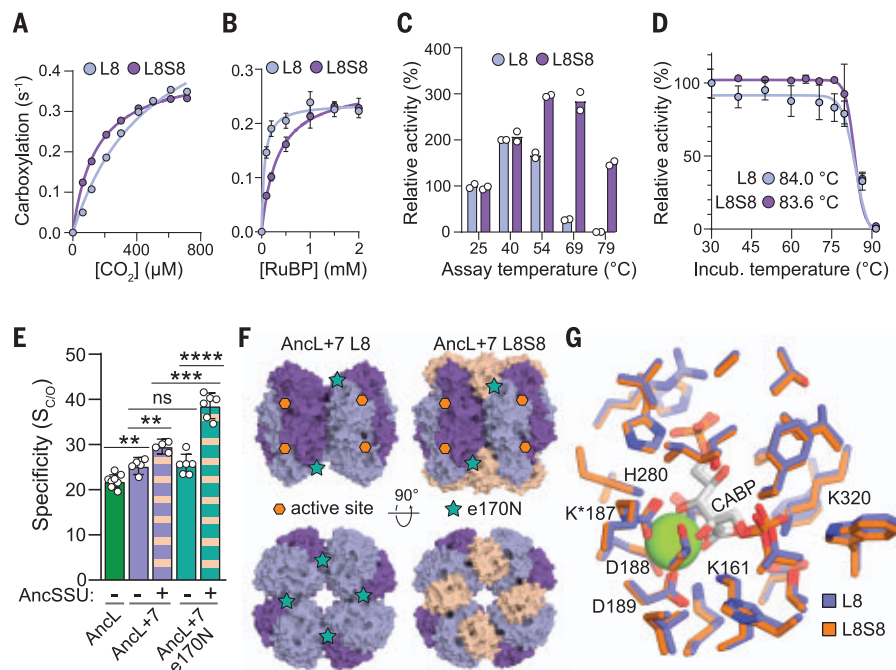 A
L8 L8S8
Carboxylation (s-1)
0.4
0.3
0.2
0.1
0.0
0 400 800
[CO2] (µM)
B
L8 L8S8
0.3
0.2
0.1
0.0
0 1 2
[RuBP] (mM)
C
L8 L8S8
Relative activity (%)
400
300
200
100
0
25 40 54 69 79
Assay temperature (°C)
D
Relative activity (%)
100
50
0
L8 84.0 °C
L8S8 83.6 °C
30 45 60 75 90
Incub. temperature (°C)
E
Specificity (SC/O)
50
40
30
20
10
0
****
***
ns
**
**
AncSSU: - - + - +
AncL
AncL+7
AncL+7
e170N
F
AncL+7 L8 AncL+7 L8S8
active site 90° e170N
G
H280
CABP
K*187
K320
D188
K161
D189
L8
L8S8